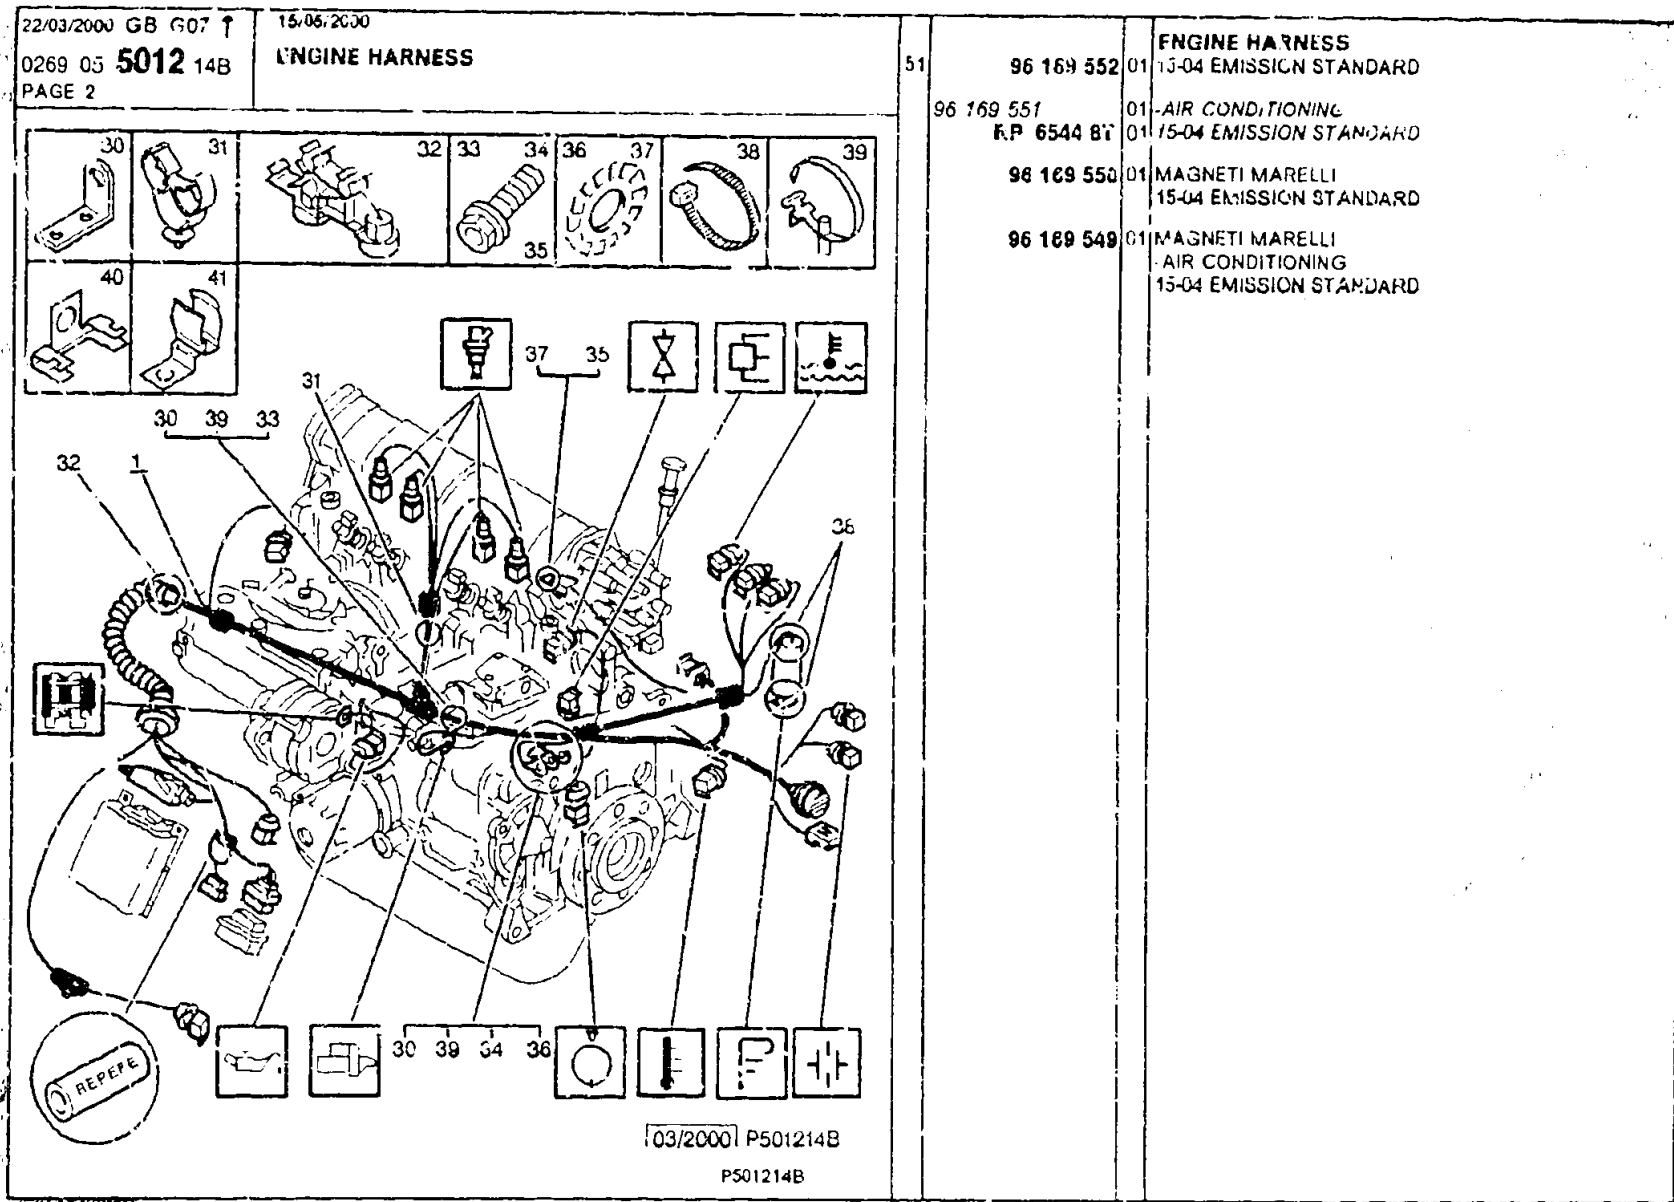 22/03/2000 GB G07 ↑
0269 05 5012 14B
PAGE 2
15/05/2000
ENGINE HARNESS
30 31 32 33 34 36 37 38 39
35
40 41
37 35
31
30 39 33
32 1
38
30 39 34 36
REPERE
03/2000 P501214B
P501214B
ENGINE HARNESS
51 96 169 552 01 15-04 EMISSION STANDARD
96 169 551 01 -AIR CONDITIONING
RP 6544 8T 01 15-04 EMISSION STANDARD
96 169 550 01 MAGNETI MARELLI
15-04 EMISSION STANDARD
96 169 549 01 MAGNETI MARELLI
-AIR CONDITIONING
15-04 EMISSION STANDARD